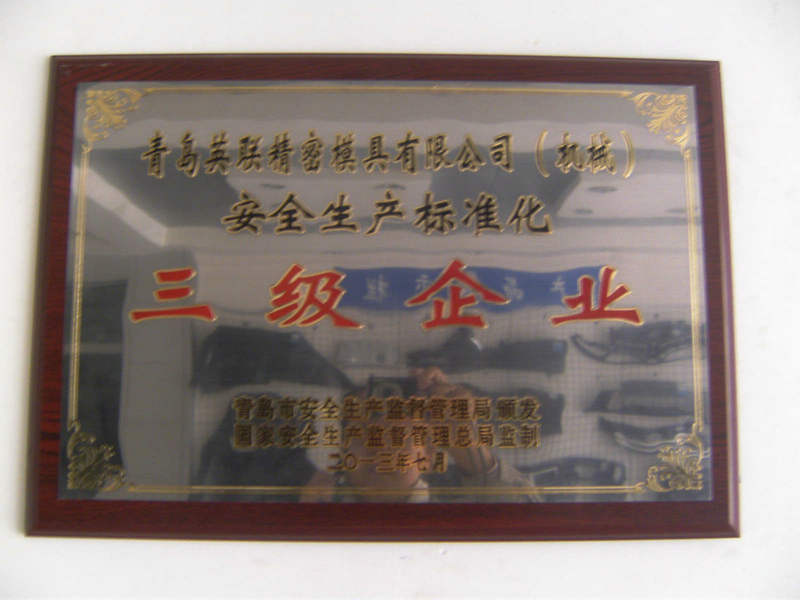 青岛英联精密模具有限公司（机械）
安全生产标准化
三级企业
青岛市安全生产监督管理局颁发
国家安全生产监督管理总局监制
二〇一三年七月